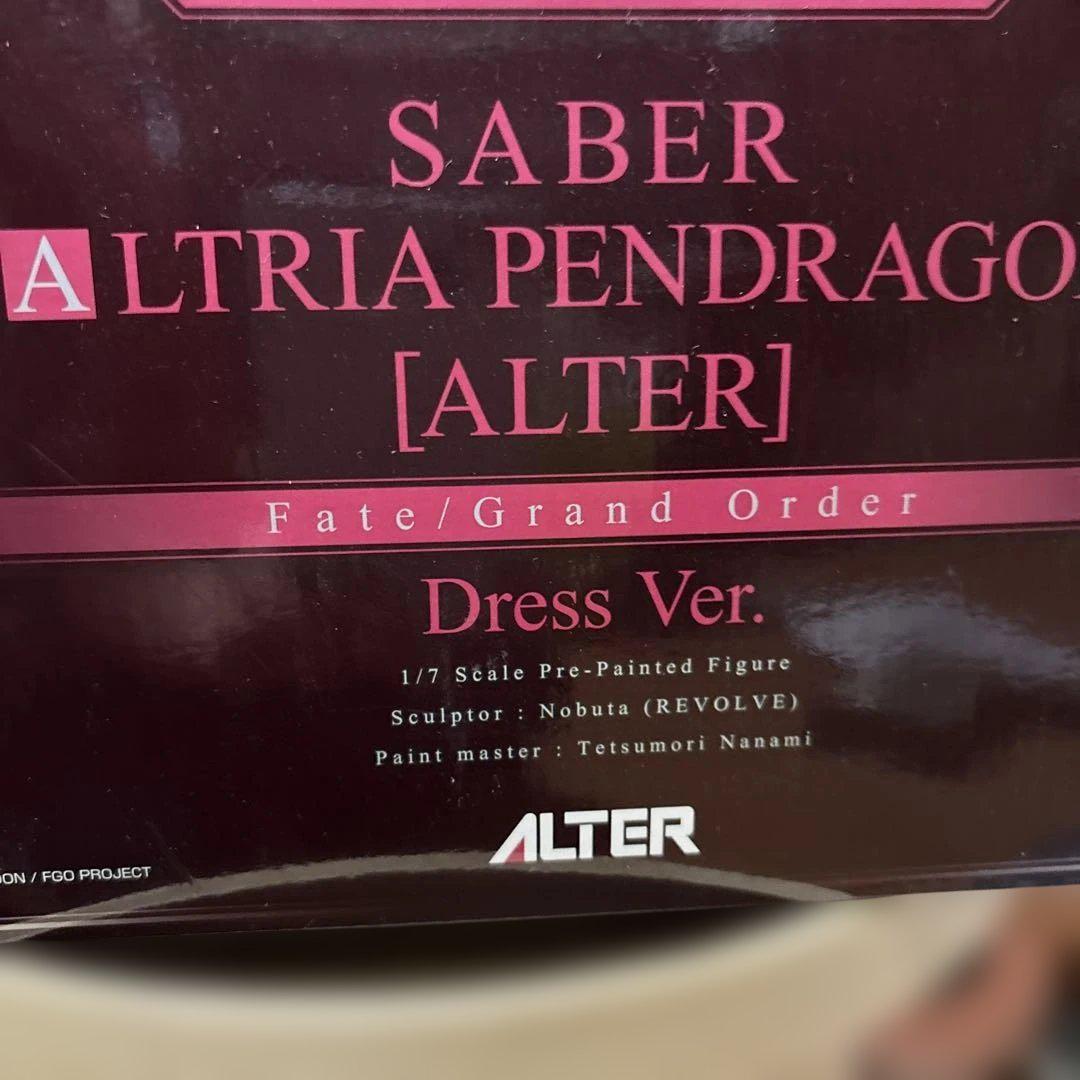 SABER
ALTRIA PENDRAGO
[ALTER]
Fate/Grand Order
Dress Ver.
1/7 Scale Pre-Painted Figure
Sculptor : Nobuta (REVOLVE)
Paint master : Tetsumori Nanami
ALTER
ON / FGO PROJECT